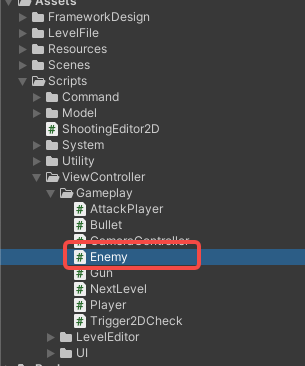 Assets
FrameworkDesign
LevelFile
Resources
Scenes
Scripts
Command
Model
ShootingEditor2D
System
Utility
ViewController
Gameplay
AttackPlayer
Bullet
CameraController
Enemy
Gun
NextLevel
Player
Trigger2DCheck
LevelEditor
UI